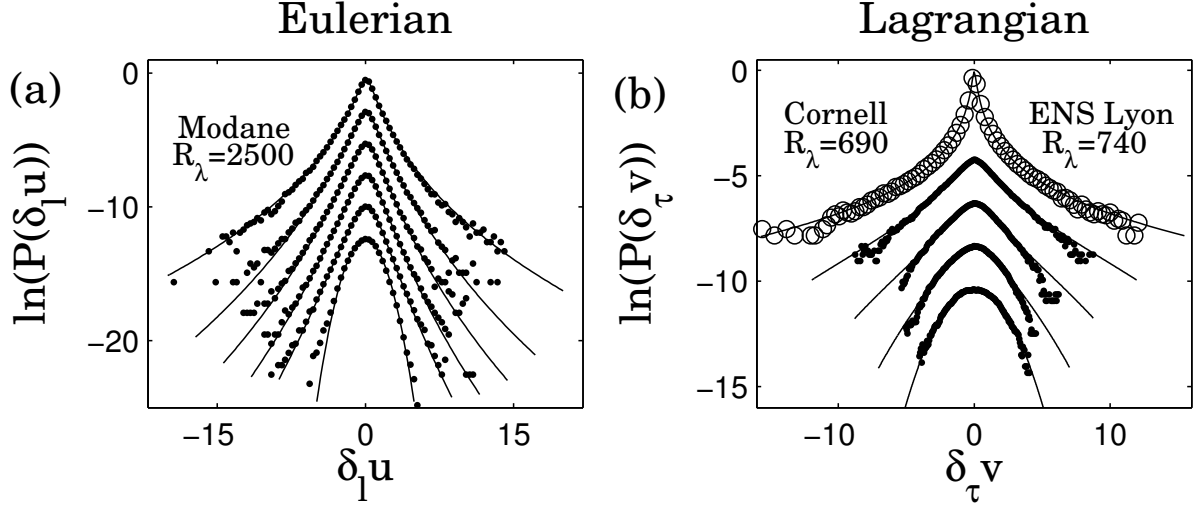 Eulerian
Lagrangian
(a)
Modane
R_λ=2500
ln(P(δ_l u))
0
−10
−20
−15
0
15
δ_l u
(b)
Cornell
R_λ=690
ENS Lyon
R_λ=740
ln(P(δ_τ v))
0
−5
−10
−15
−10
0
10
δ_τ v